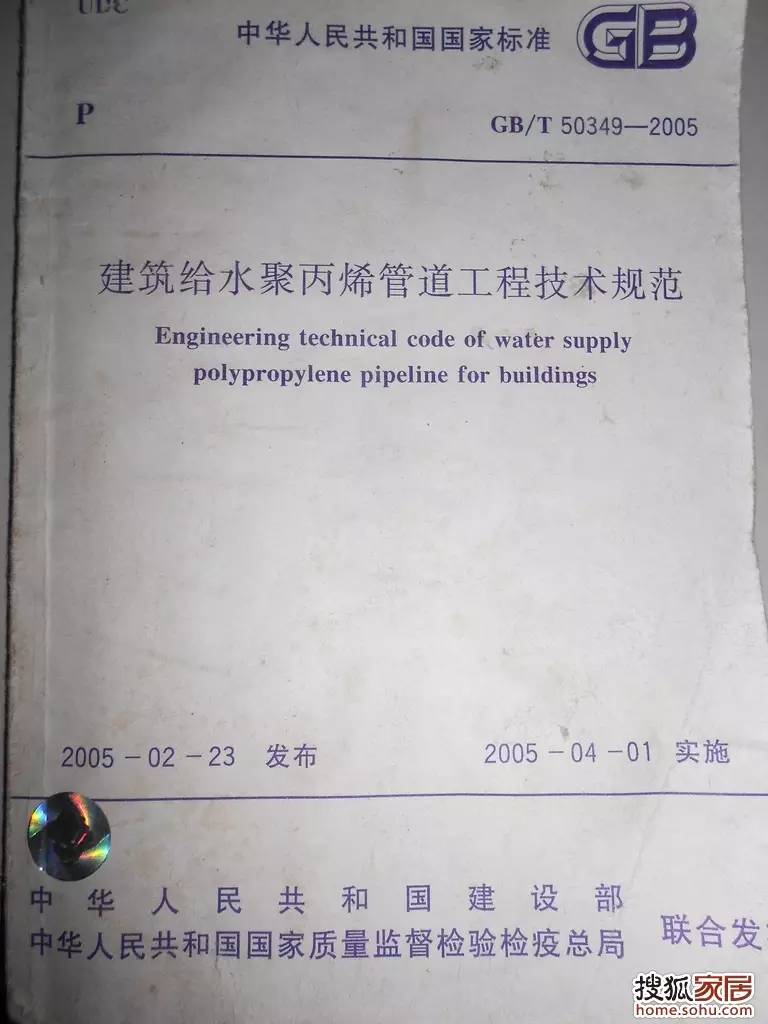 UDC
中华人民共和国国家标准
GB
P
GB/T 50349—2005
建筑给水聚丙烯管道工程技术规范
Engineering technical code of water supply
polypropylene pipeline for buildings
2005－02－23 发布
2005－04－01 实施
中华人民共和国建设部
中华人民共和国国家质量监督检验检疫总局
联合发
搜狐家居
home.sohu.com